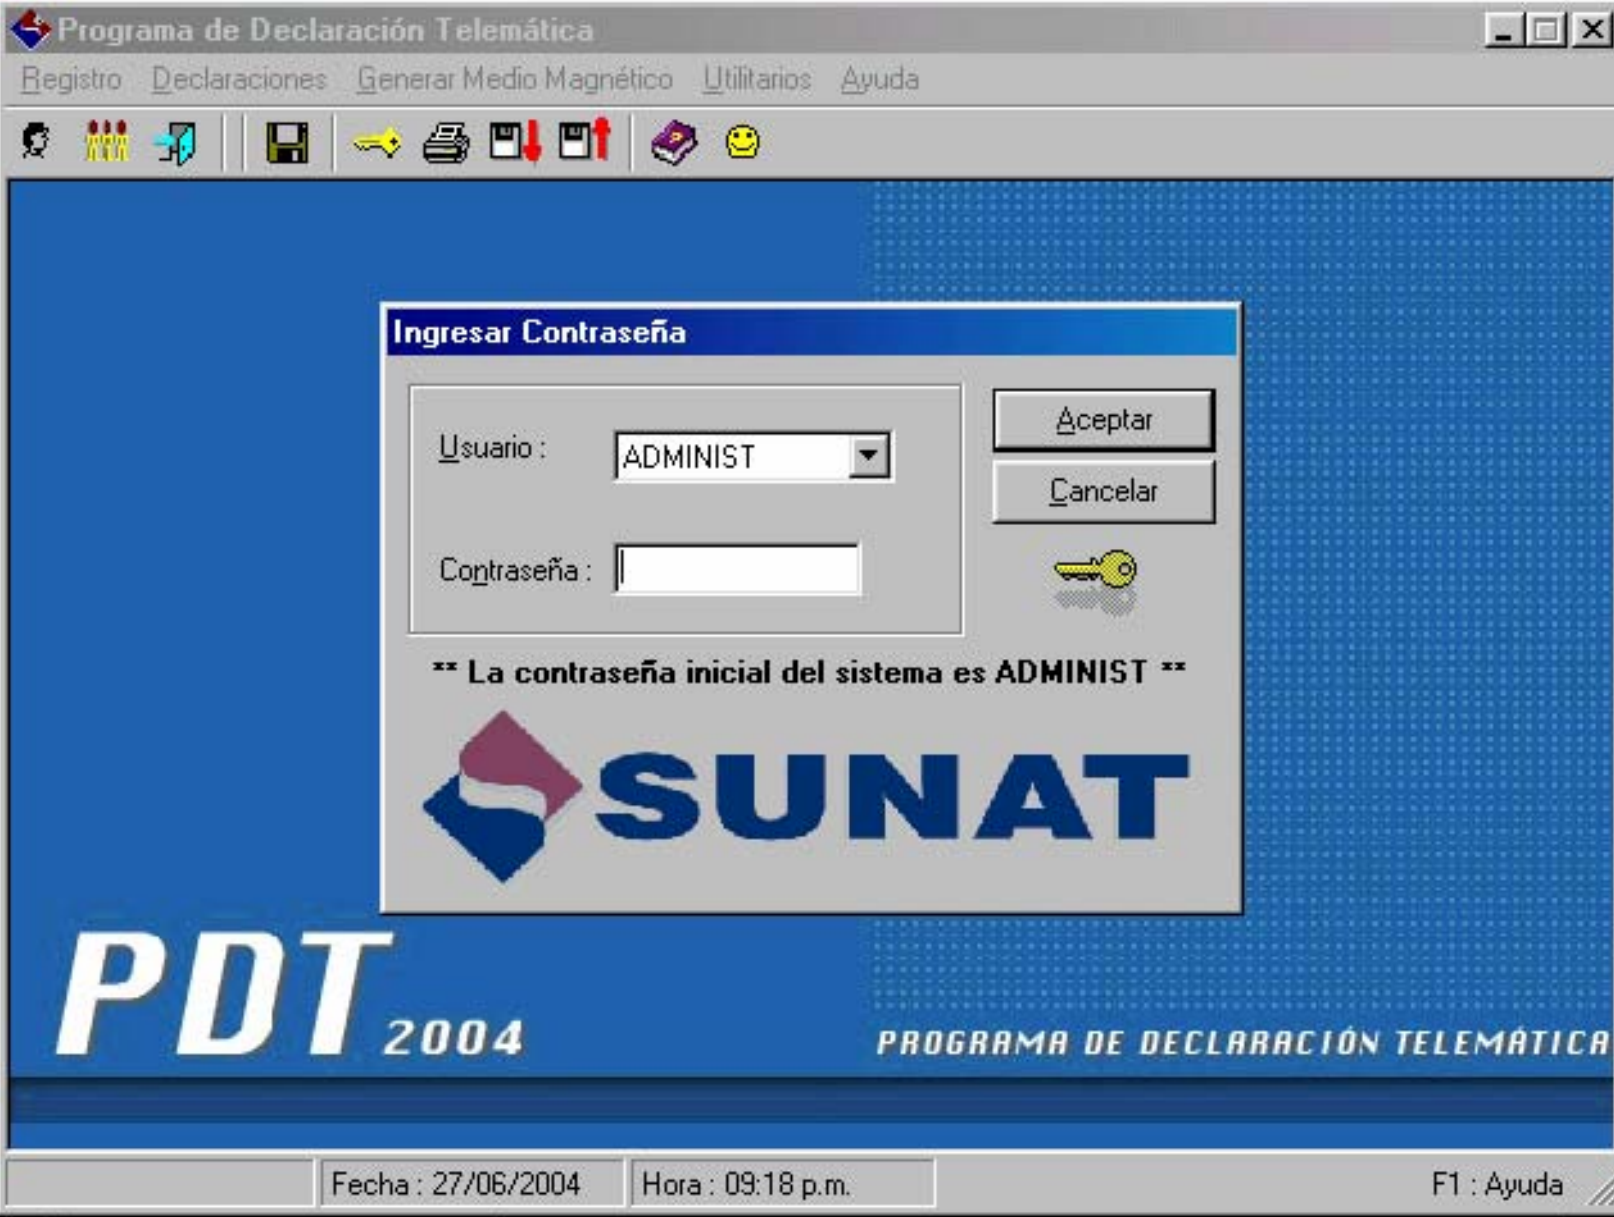 Programa de Declaración Telemática
Registro Declaraciones Generar Medio Magnético Utilitarios Ayuda
Ingresar Contraseña
Usuario : ADMINIST
Aceptar
Cancelar
Contraseña :
** La contraseña inicial del sistema es ADMINIST **
SUNAT
PDT 2004
PROGRAMA DE DECLARACIÓN TELEMÁTICA
Fecha : 27/06/2004 Hora : 09:18 p.m. F1 : Ayuda